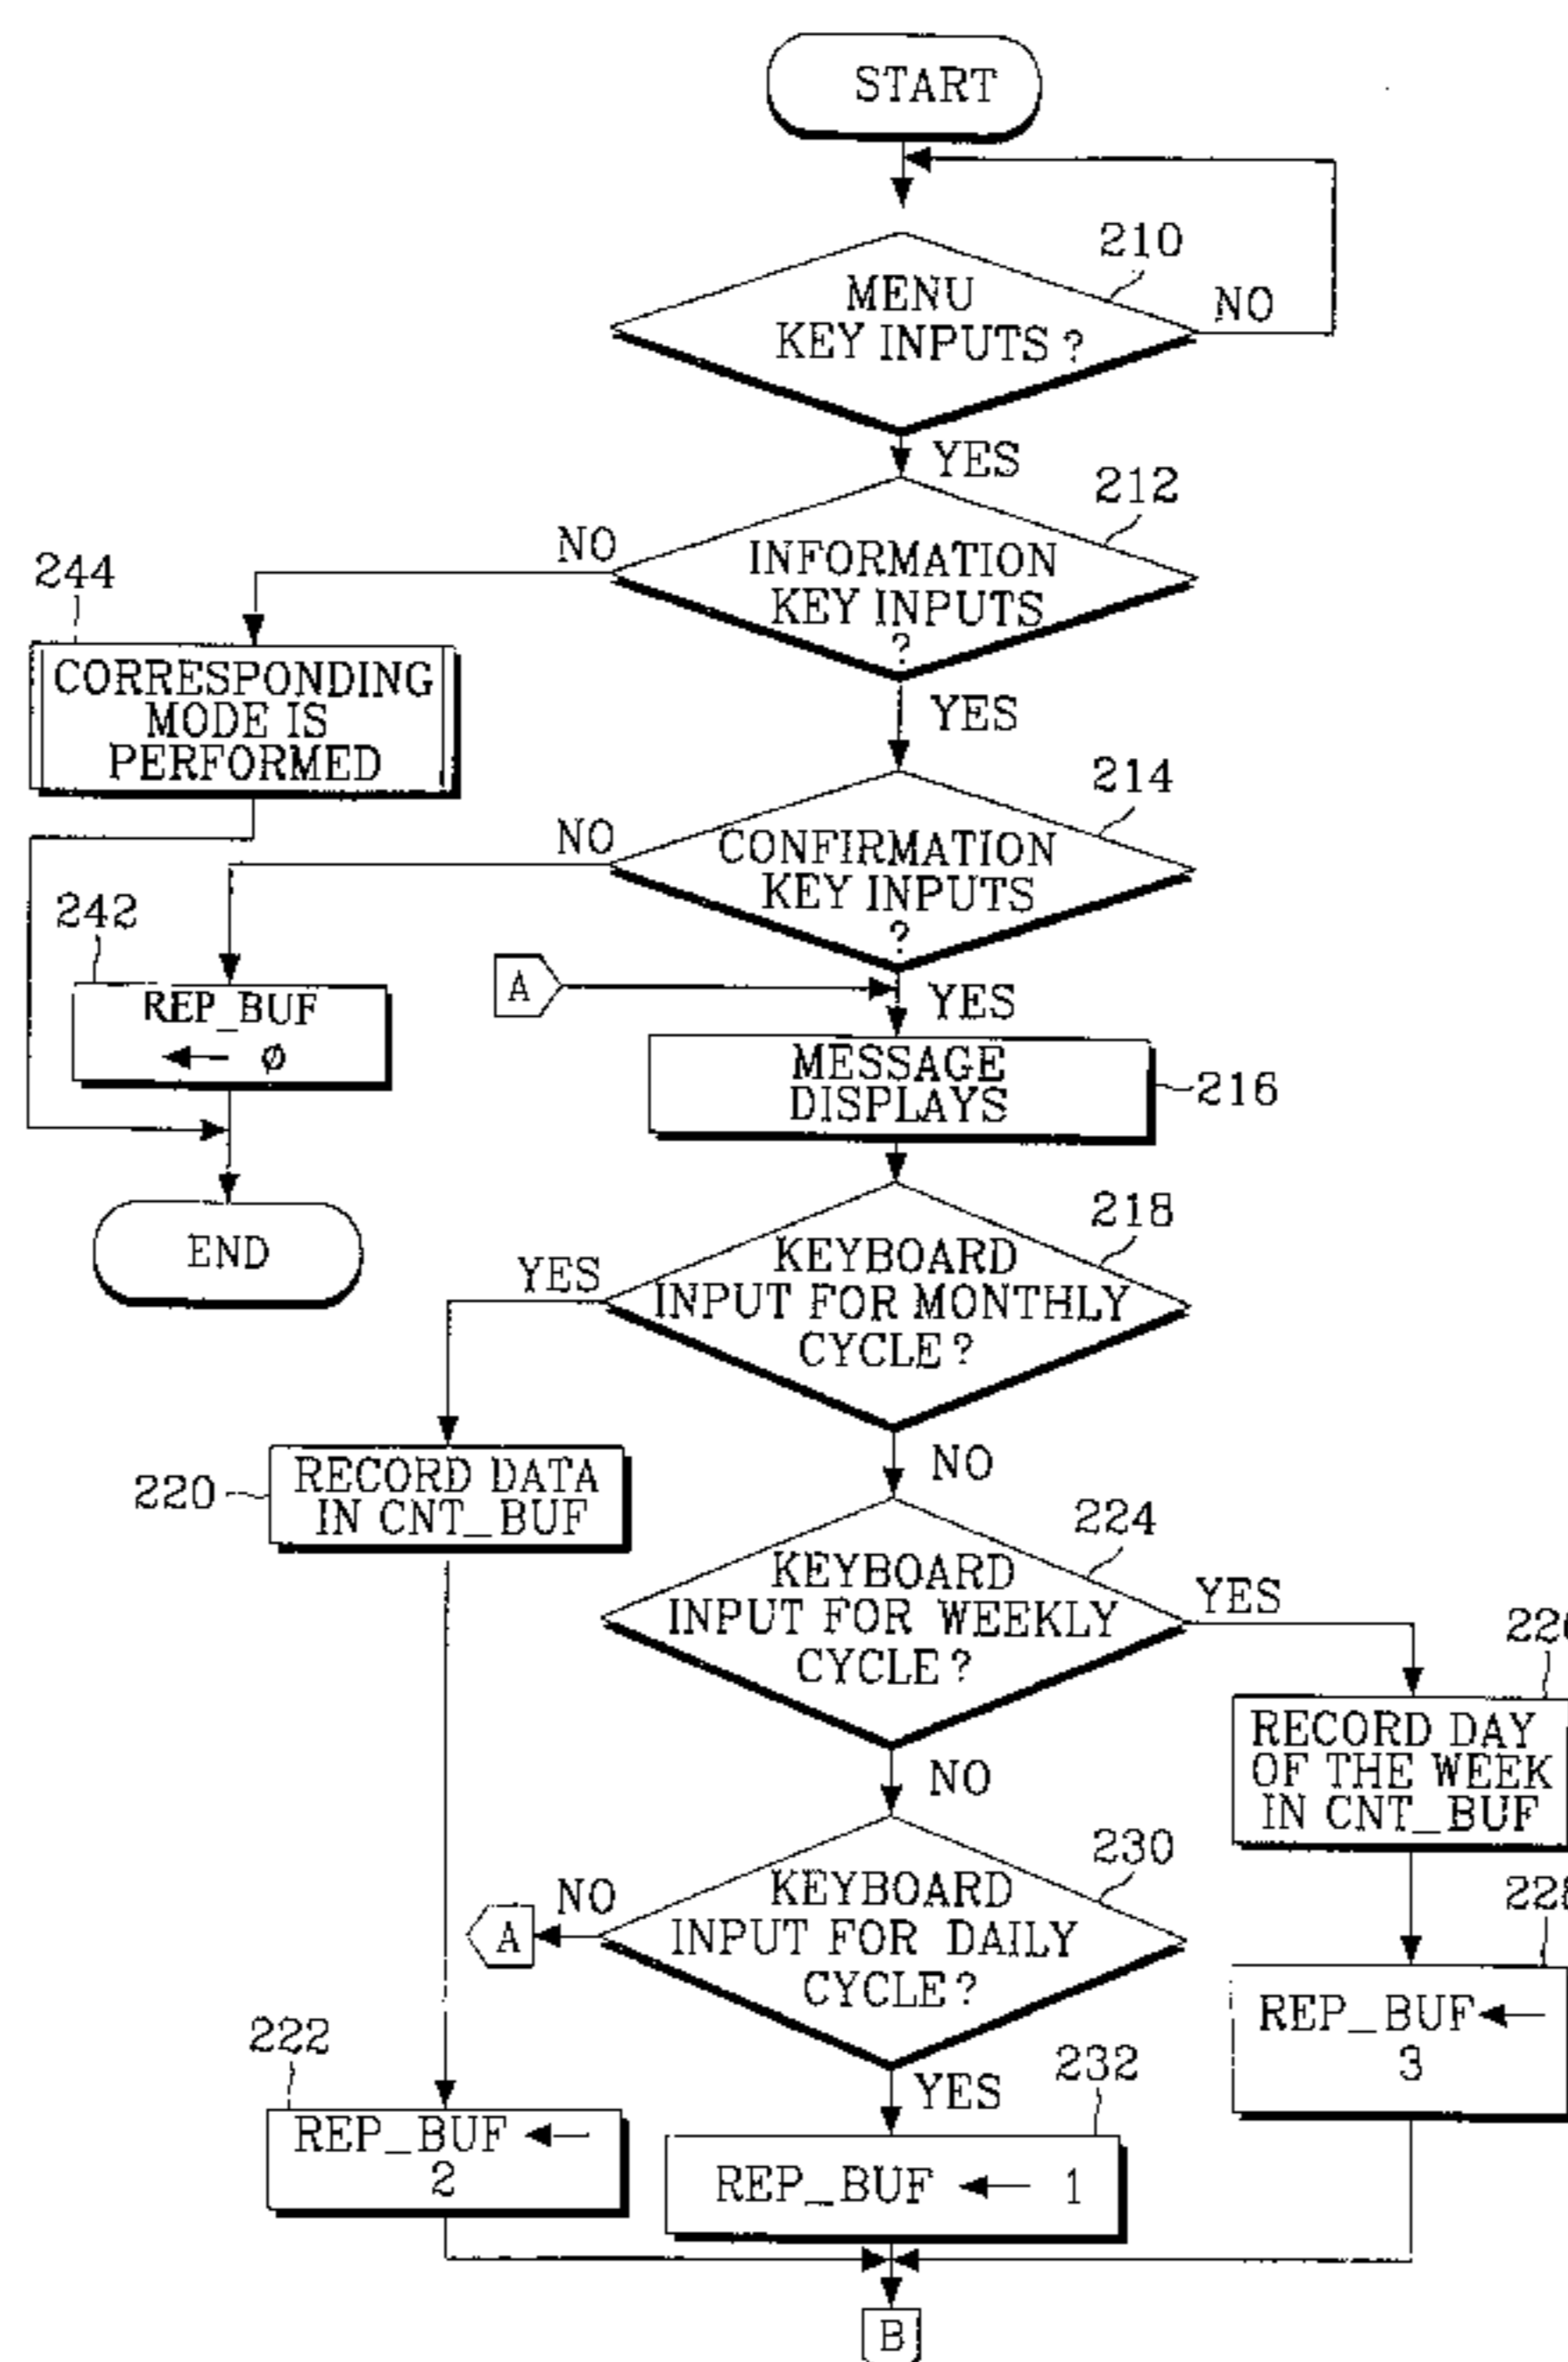 START
210
MENU
KEY INPUTS ?
NO
YES
212
INFORMATION
KEY INPUTS
?
NO
244
CORRESPONDING
MODE IS
PERFORMED
YES
214
CONFIRMATION
KEY INPUTS
?
NO
242
REP_BUF
← ø
A
YES
MESSAGE
DISPLAYS
216
END
218
KEYBOARD
INPUT FOR MONTHLY
CYCLE ?
YES
220
RECORD DATA
IN CNT_BUF
NO
224
KEYBOARD
INPUT FOR WEEKLY
CYCLE ?
YES
RECORD DAY
OF THE WEEK
IN CNT_BUF
NO
230
KEYBOARD
INPUT FOR DAILY
CYCLE ?
NO
A
REP_BUF ←
3
222
REP_BUF ←
2
YES
232
REP_BUF ← 1
B